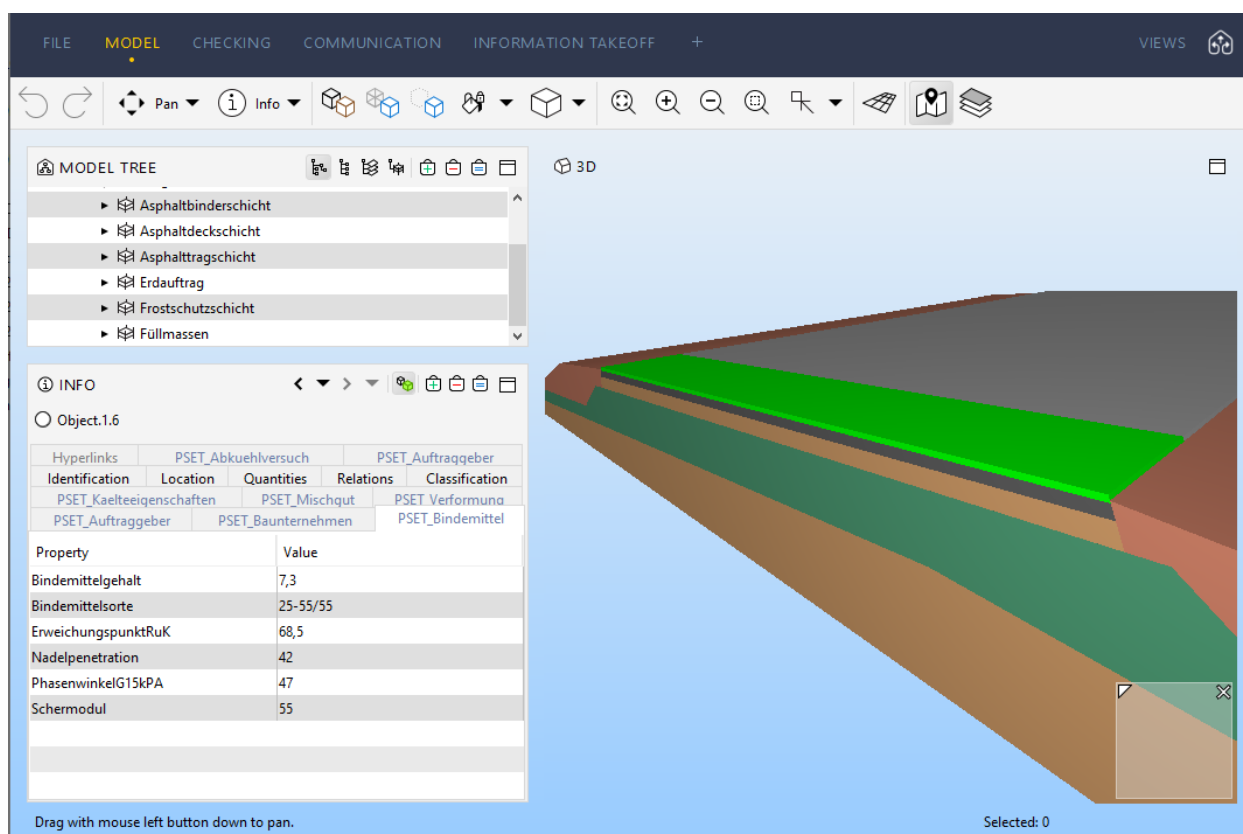 FILE MODEL CHECKING COMMUNICATION INFORMATION TAKEOFF + VIEWS
Pan Info
MODEL TREE
Asphaltbinderschicht
Asphaltdeckschicht
Asphalttragschicht
Erdauftrag
Frostschutzschicht
Füllmassen
INFO
Object.1.6
Hyperlinks PSET_Abkuehlversuch PSET_Auftraggeber
Identification Location Quantities Relations Classification
PSET_Kaelteeigenschaften PSET_Mischgut PSET_Verformung
PSET_Auftraggeber PSET_Baunternehmen PSET_Bindemittel
Property Value
Bindemittelgehalt 7,3
Bindemittelsorte 25-55/55
ErweichungspunktRuK 68,5
Nadelpenetration 42
PhasenwinkelG15kPA 47
Schermodul 55
3D
Drag with mouse left button down to pan. Selected: 0